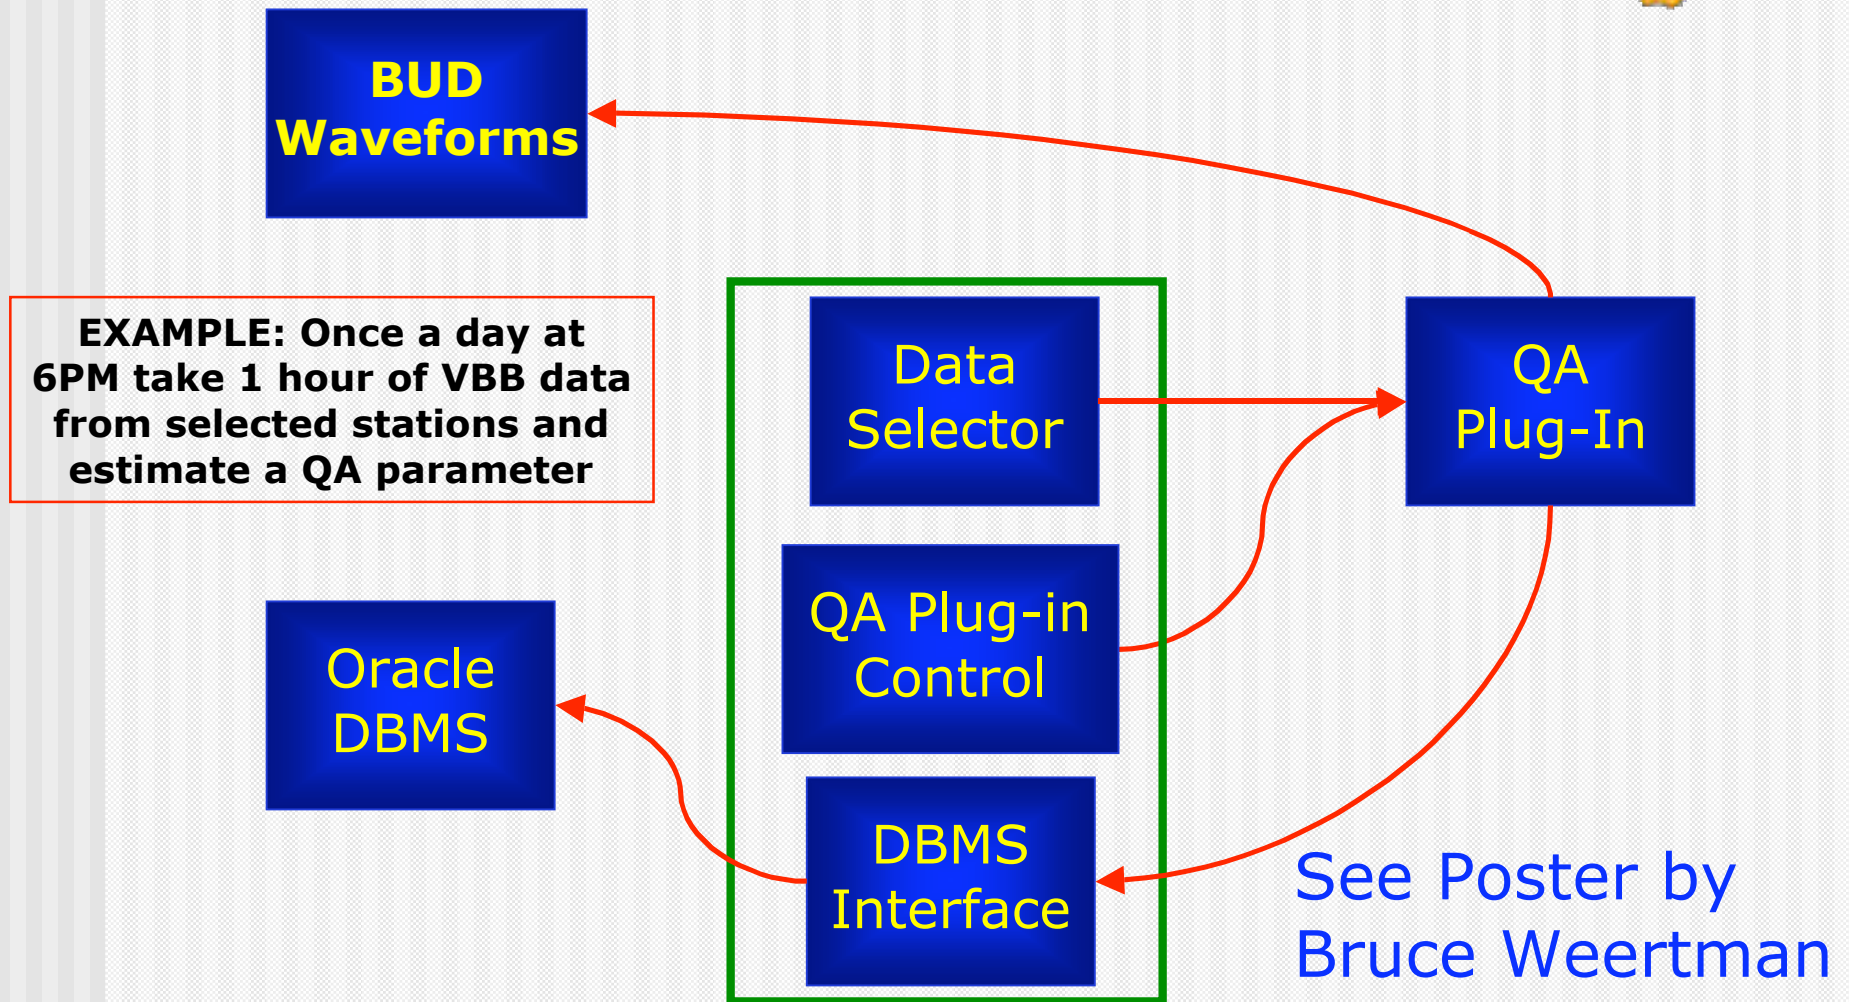 BUD
Waveforms
EXAMPLE: Once a day at
6PM take 1 hour of VBB data
from selected stations and
estimate a QA parameter
Data
Selector
QA
Plug-In
QA Plug-in
Control
Oracle
DBMS
DBMS
Interface
See Poster by
Bruce Weertman